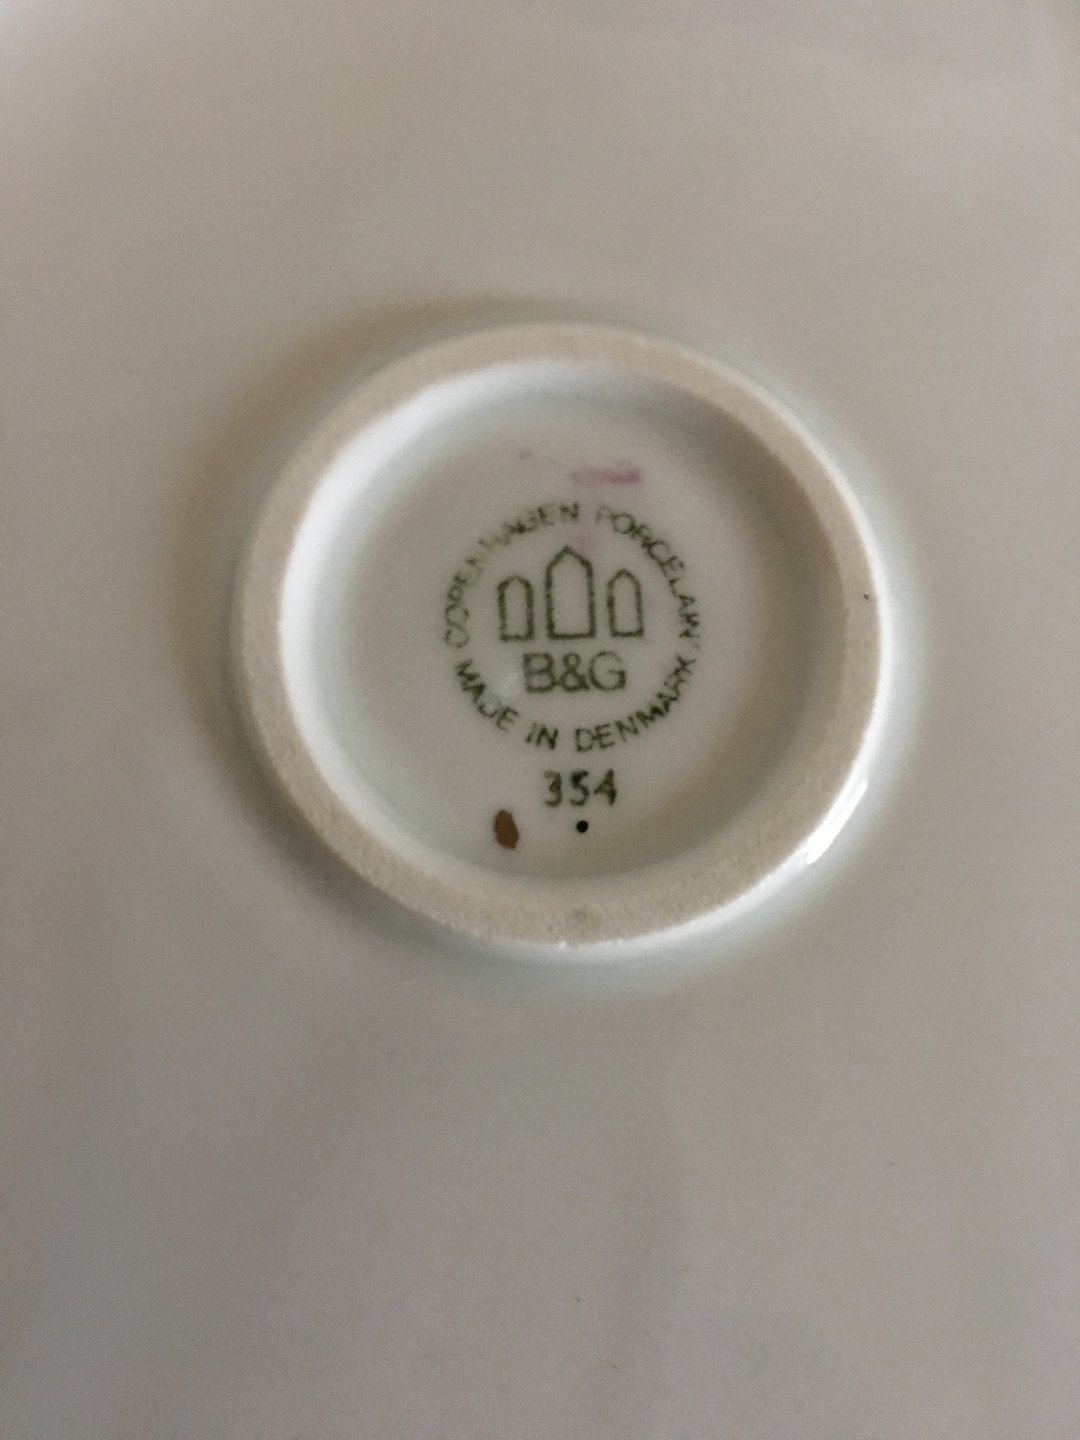 COPENHAGEN PORCELAIN
B&G
MADE IN DENMARK
354